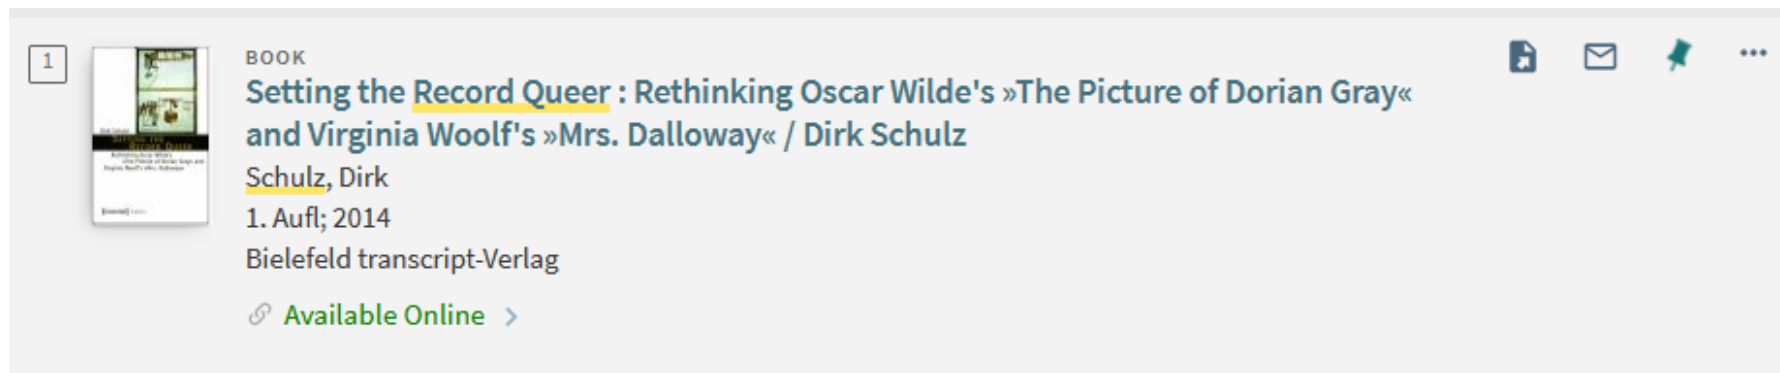 1
BOOK
Setting the Record Queer : Rethinking Oscar Wilde's »The Picture of Dorian Gray«
and Virginia Woolf's »Mrs. Dalloway« / Dirk Schulz
Schulz, Dirk
1. Aufl; 2014
Bielefeld transcript-Verlag
Available Online